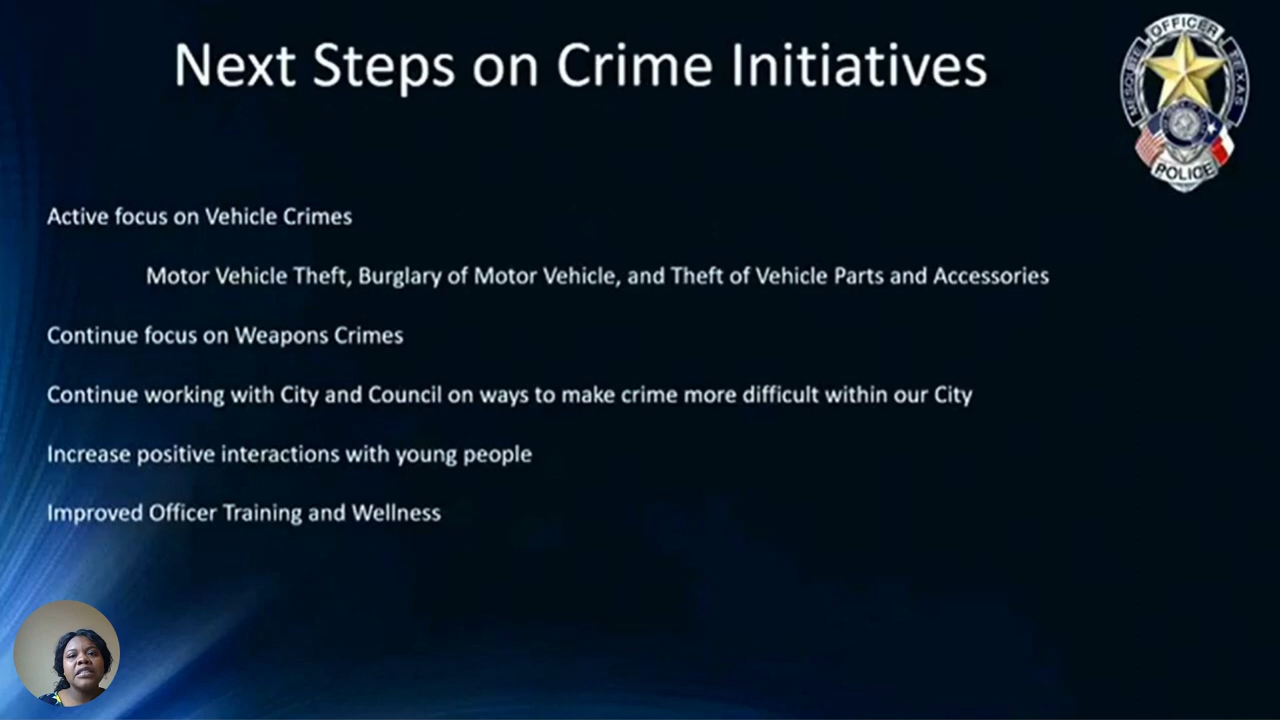 Next Steps on Crime Initiatives
OFFICER
MESQUITE
TEXAS
POLICE
Active focus on Vehicle Crimes
Motor Vehicle Theft, Burglary of Motor Vehicle, and Theft of Vehicle Parts and Accessories
Continue focus on Weapons Crimes
Continue working with City and Council on ways to make crime more difficult within our City
Increase positive interactions with young people
Improved Officer Training and Wellness